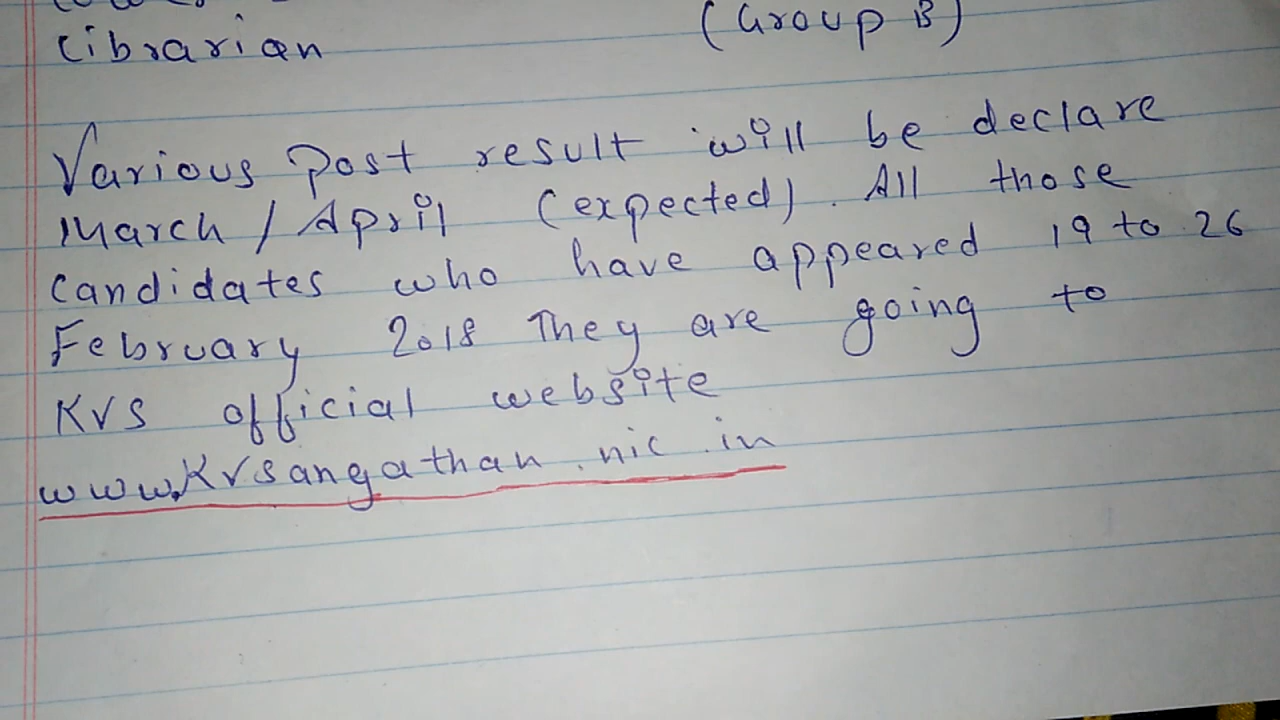 Librarian (Group B)
Various Post result will be declare
March / April (expected). All those
candidates who have appeared 19 to 26
February 2018 They are going to
KVS official website
www.Kvsangathan.nic.in